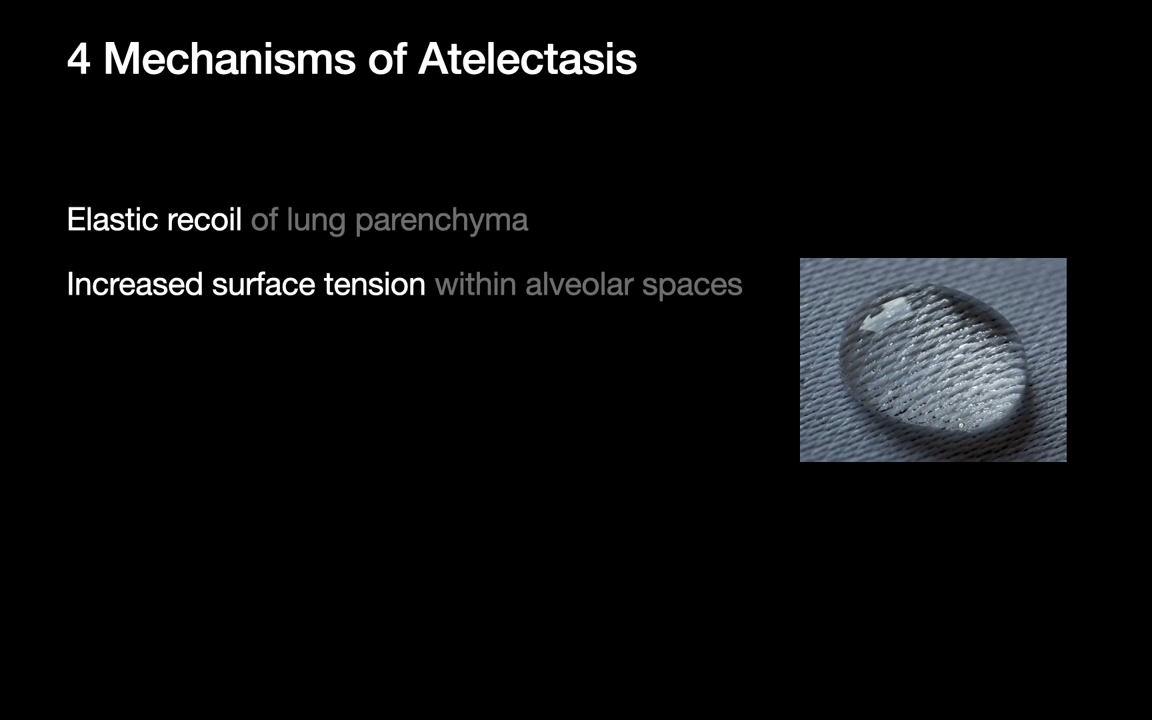 4 Mechanisms of Atelectasis
Elastic recoil of lung parenchyma
Increased surface tension within alveolar spaces